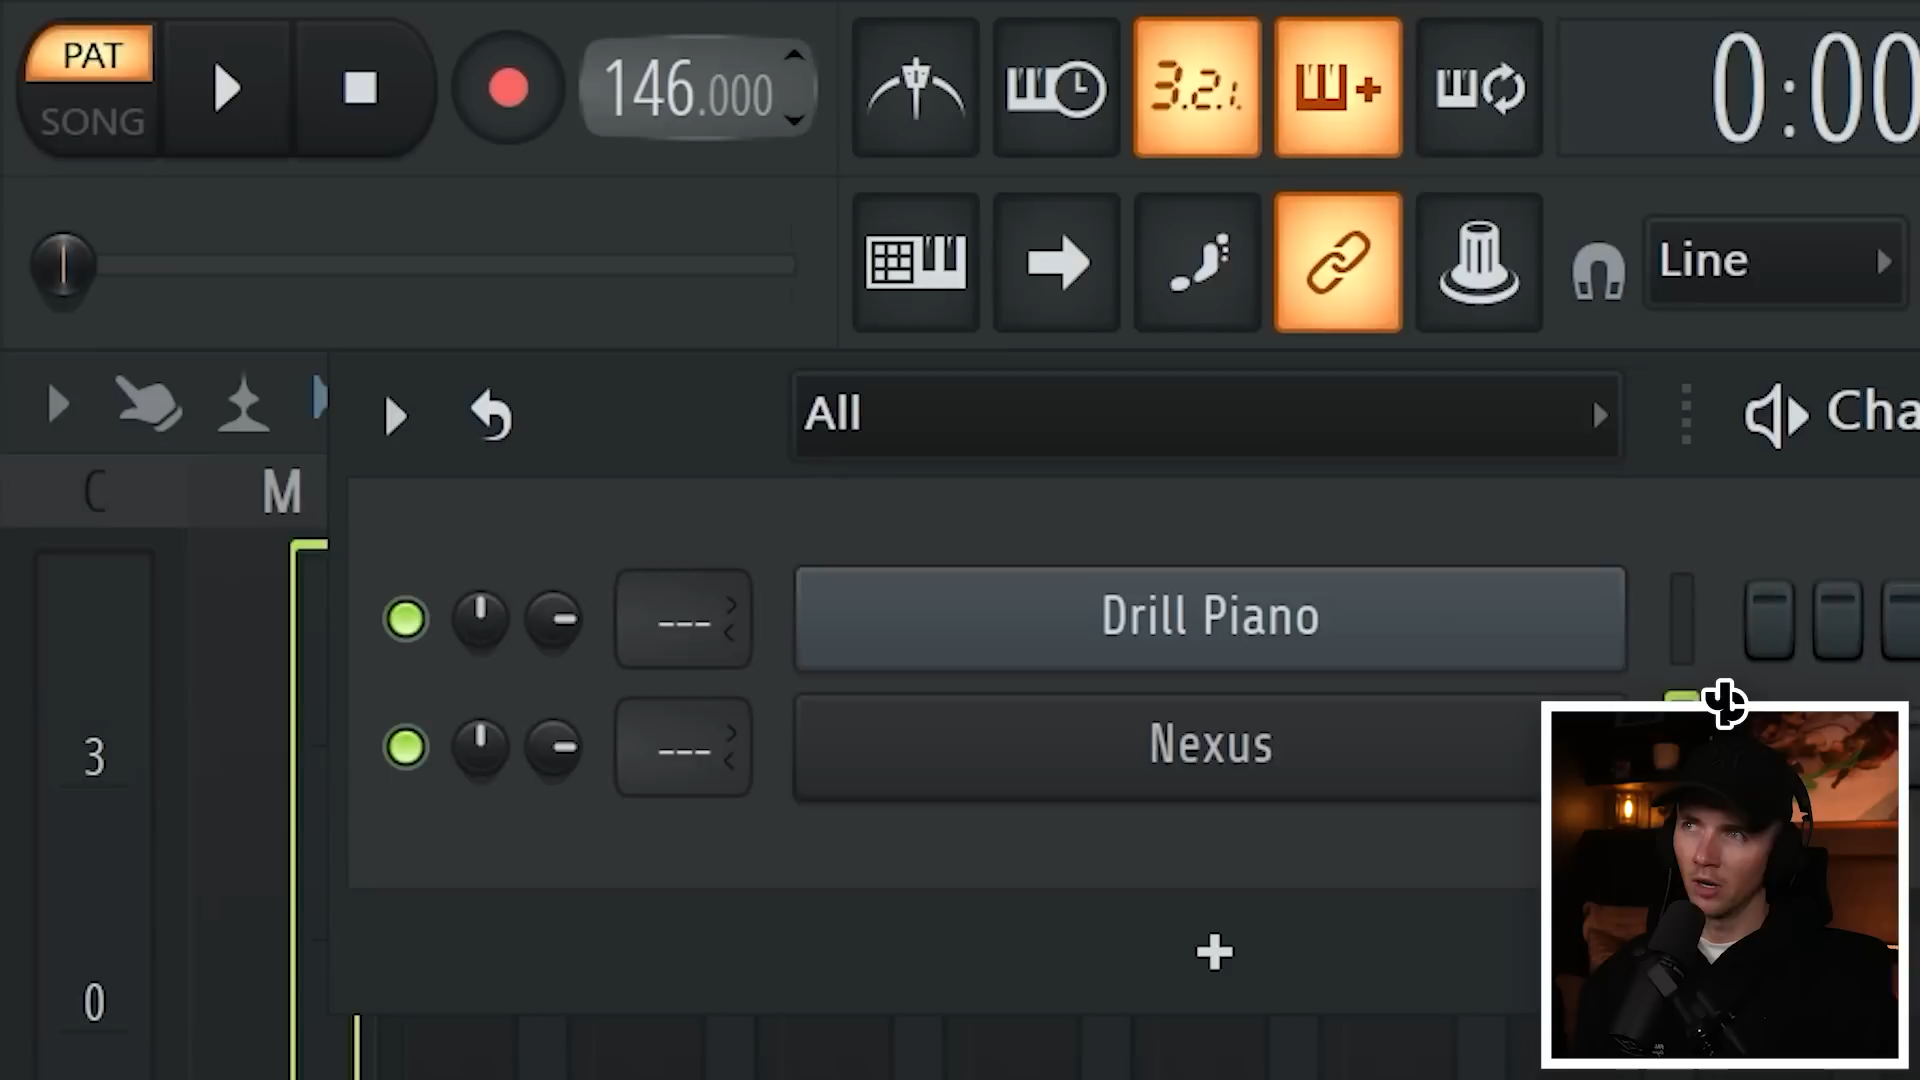 PAT
SONG
146.000
3.2.1.
0:00
Line
All
Cha
C
M
3
0
--- Drill Piano
--- Nexus